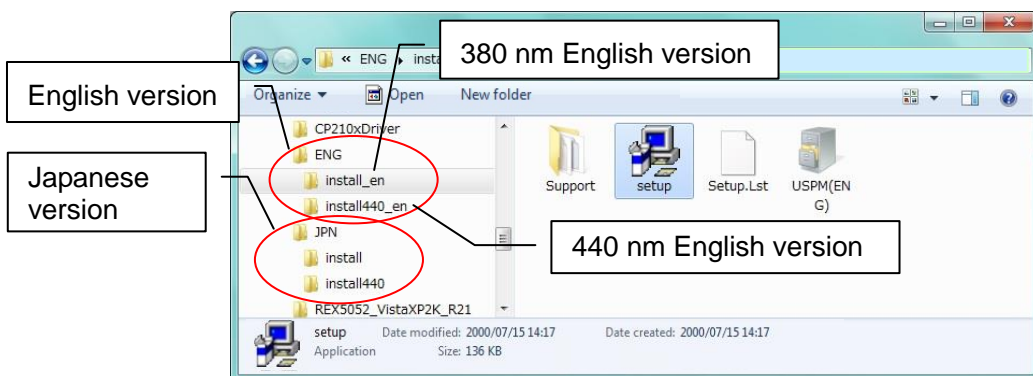 380 nm English version
« ENG ▸ insta
English version
Organize ▼ Open New folder
CP210xDriver
ENG
Japanese
version
install_en
install440_en
JPN
install
install440
REX5052_VistaXP2K_R21
Support
setup
Setup.Lst
USPM(EN
G)
440 nm English version
setup Date modified: 2000/07/15 14:17 Date created: 2000/07/15 14:17
Application Size: 136 KB